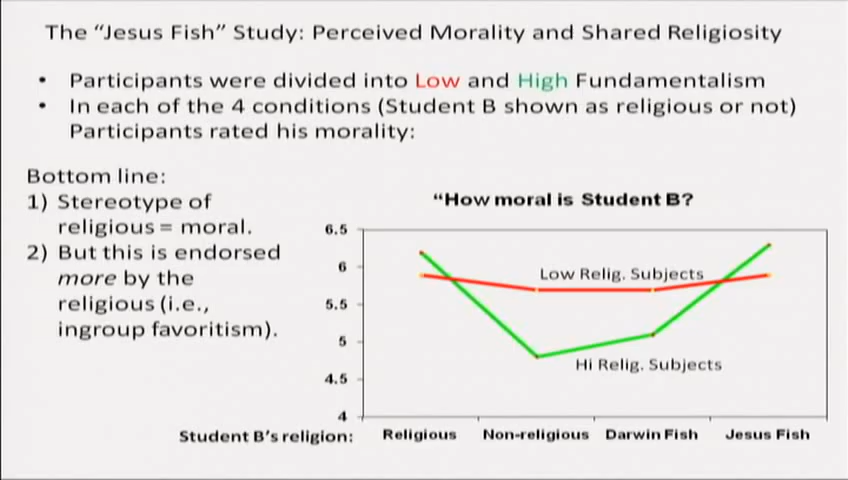 The “Jesus Fish” Study: Perceived Morality and Shared Religiosity
• Participants were divided into Low and High Fundamentalism
• In each of the 4 conditions (Student B shown as religious or not)
Participants rated his morality:
Bottom line:
1) Stereotype of
religious = moral.
2) But this is endorsed
more by the
religious (i.e.,
ingroup favoritism).
“How moral is Student B?
6.5
6
5.5
5
4.5
4
Low Relig. Subjects
Hi Relig. Subjects
Student B’s religion:
Religious
Non-religious
Darwin Fish
Jesus Fish